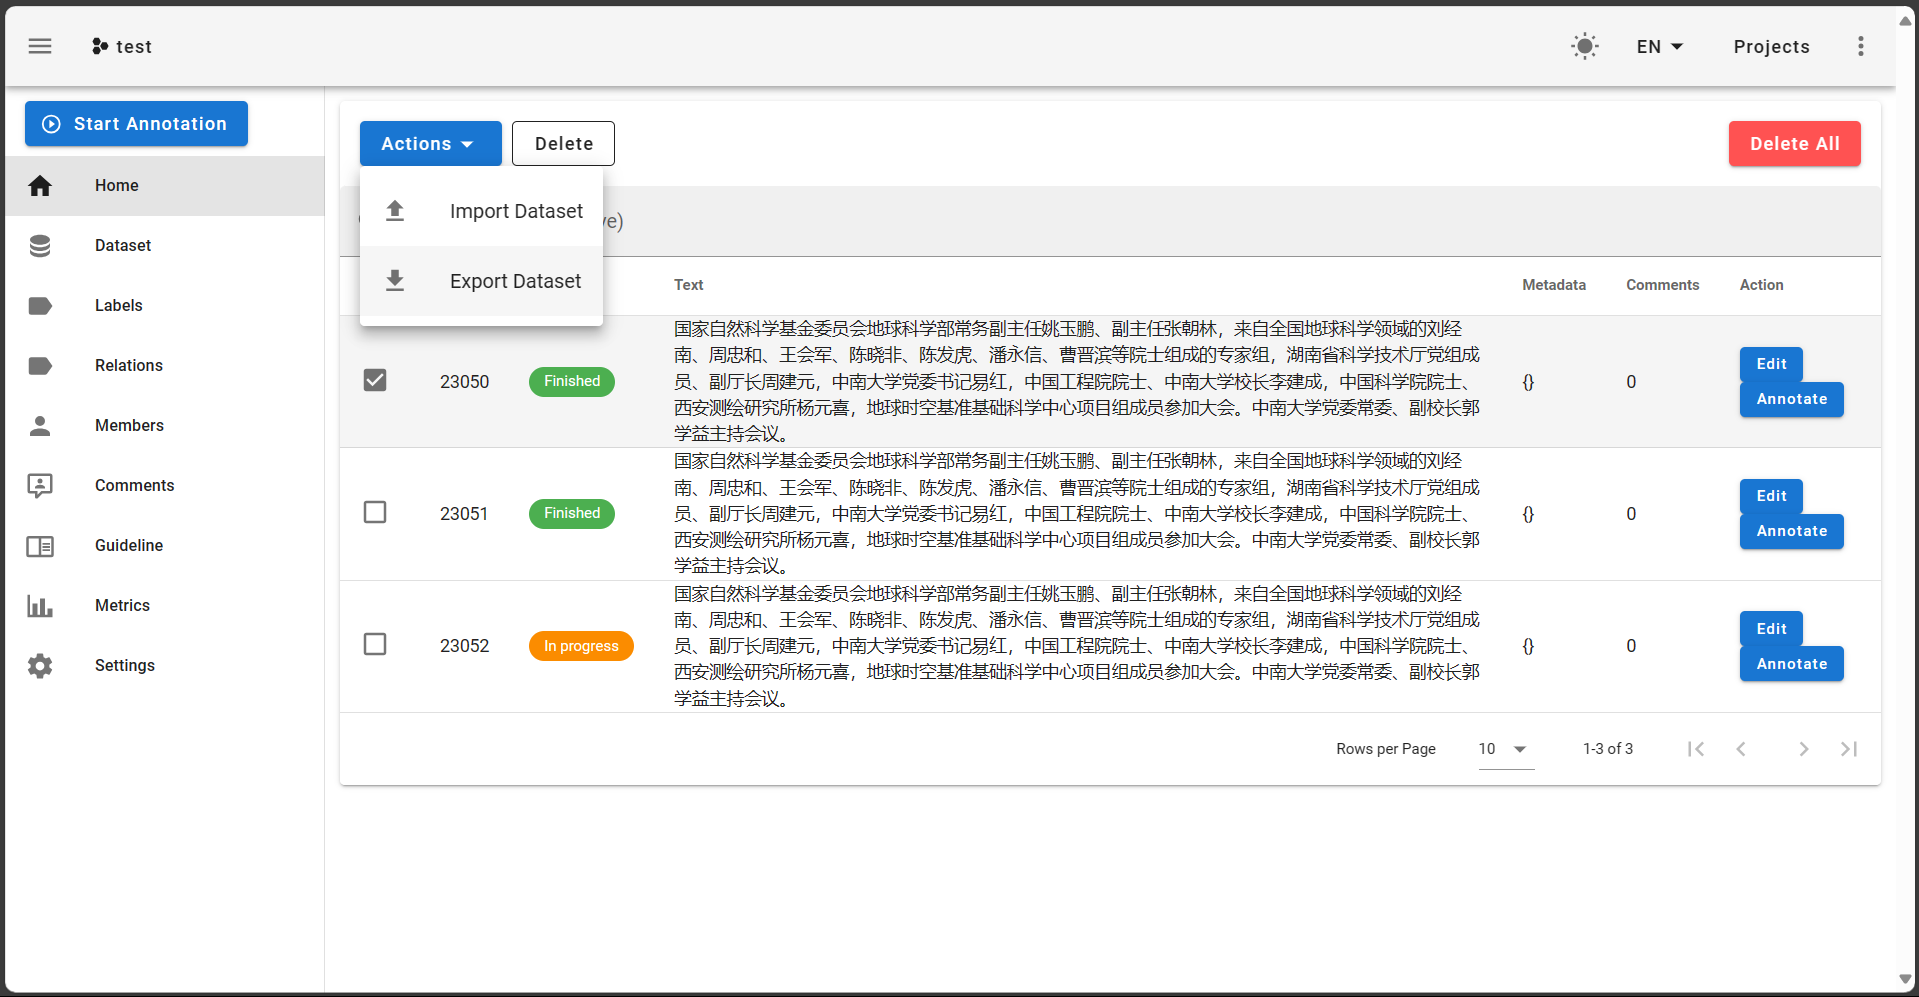 test
EN
Projects
Start Annotation
Home
Dataset
Labels
Relations
Members
Comments
Guideline
Metrics
Settings
Actions
Delete
Delete All
Import Dataset
Export Dataset
ve)
Text
Metadata
Comments
Action
23050
Finished
国家自然科学基金委员会地球科学部常务副主任姚玉鹏、副主任张朝林，来自全国地球科学领域的刘经
南、周忠和、王会军、陈晓非、陈发虎、潘永信、曹晋滨等院士组成的专家组，湖南省科学技术厅党组成
员、副厅长周建元，中南大学党委书记易红，中国工程院院士、中南大学校长李建成，中国科学院院士、
西安测绘研究所杨元喜，地球时空基准基础科学中心项目组成员参加大会。中南大学党委常委、副校长郭
学益主持会议。
{}
0
Edit
Annotate
23051
Finished
国家自然科学基金委员会地球科学部常务副主任姚玉鹏、副主任张朝林，来自全国地球科学领域的刘经
南、周忠和、王会军、陈晓非、陈发虎、潘永信、曹晋滨等院士组成的专家组，湖南省科学技术厅党组成
员、副厅长周建元，中南大学党委书记易红，中国工程院院士、中南大学校长李建成，中国科学院院士、
西安测绘研究所杨元喜，地球时空基准基础科学中心项目组成员参加大会。中南大学党委常委、副校长郭
学益主持会议。
{}
0
Edit
Annotate
23052
In progress
国家自然科学基金委员会地球科学部常务副主任姚玉鹏、副主任张朝林，来自全国地球科学领域的刘经
南、周忠和、王会军、陈晓非、陈发虎、潘永信、曹晋滨等院士组成的专家组，湖南省科学技术厅党组成
员、副厅长周建元，中南大学党委书记易红，中国工程院院士、中南大学校长李建成，中国科学院院士、
西安测绘研究所杨元喜，地球时空基准基础科学中心项目组成员参加大会。中南大学党委常委、副校长郭
学益主持会议。
{}
0
Edit
Annotate
Rows per Page
10
1-3 of 3